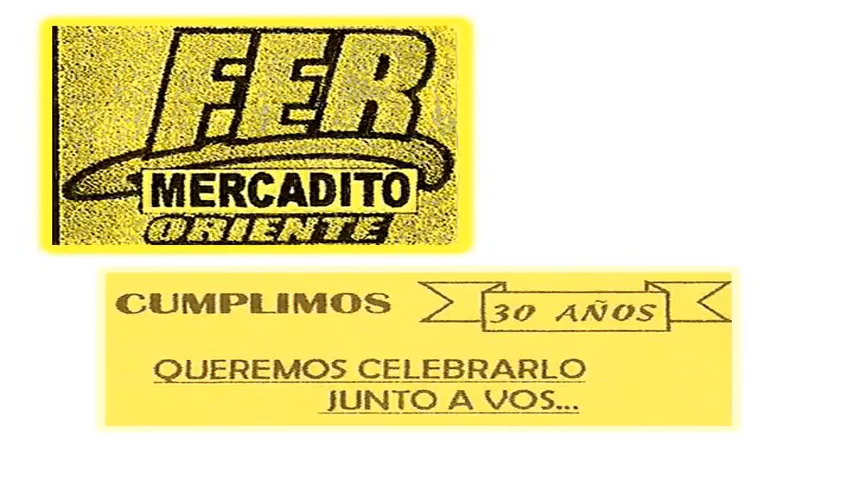 FER
MERCADITO
ORIENTE
CUMPLIMOS 30 AÑOS
QUEREMOS CELEBRARLO
JUNTO A VOS...